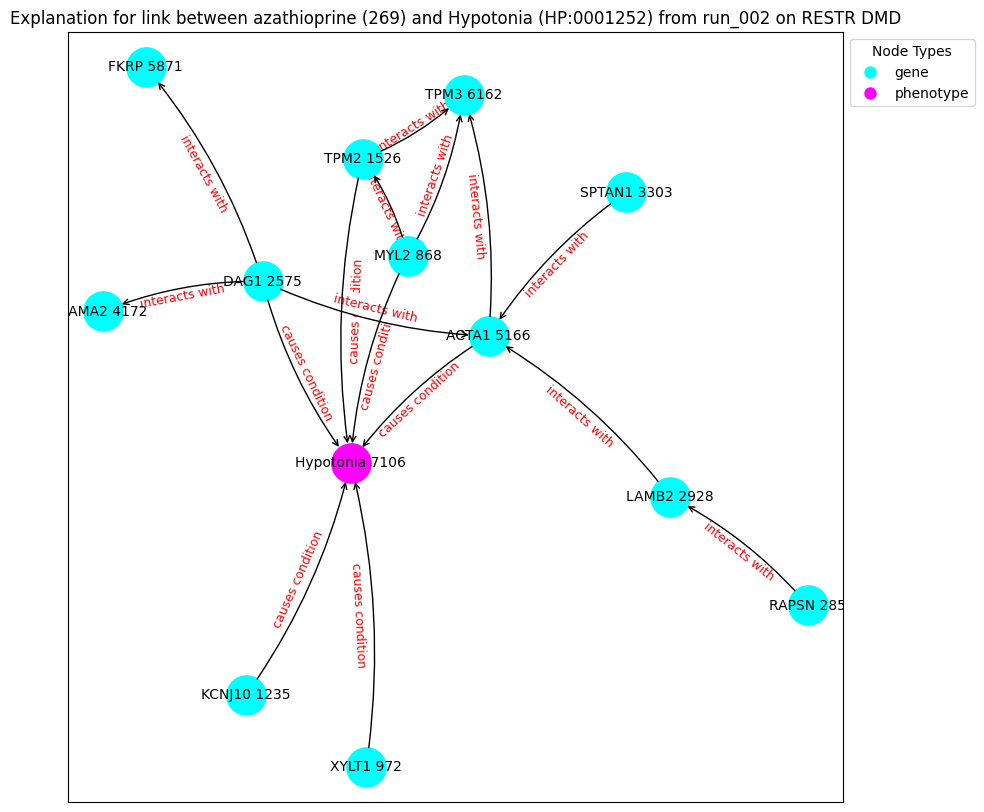 Explanation for link between azathioprine (269) and Hypotonia (HP:0001252) from run_002 on RESTR DMD
Node Types
gene
phenotype
FKRP 5871
TPM3 6162
interacts with
TPM2 1526
interacts with
interacts with
interacts with
SPTAN1 3303
interacts with
MYL2 868
interacts with
DAG1 2575
interacts with
AMA2 4172
interacts with
causes condition
causes condition
ACTA1 5166
causes condition
causes condition
interacts with
Hypotonia 7106
LAMB2 2928
interacts with
RAPSN 285
causes condition
causes condition
KCNJ10 1235
XYLT1 972